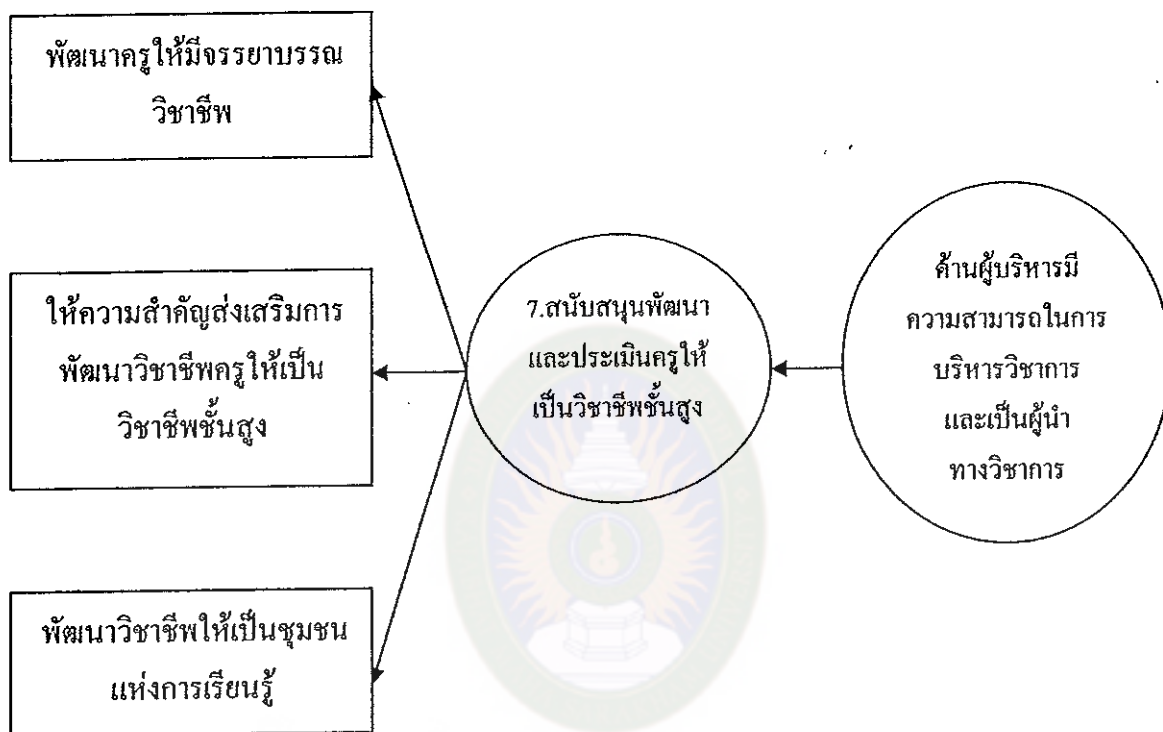 พัฒนาครูให้มีจรรยาบรรณ
วิชาชีพ
ให้ความสำคัญส่งเสริมการ
พัฒนาวิชาชีพครูให้เป็น
วิชาชีพชั้นสูง
พัฒนาวิชาชีพให้เป็นชุมชน
แห่งการเรียนรู้
7.สนับสนุนพัฒนา
และประเมินครูให้
เป็นวิชาชีพชั้นสูง
ด้านผู้บริหารมี
ความสามารถในการ
บริหารวิชาการ
และเป็นผู้นำ
ทางวิชาการ